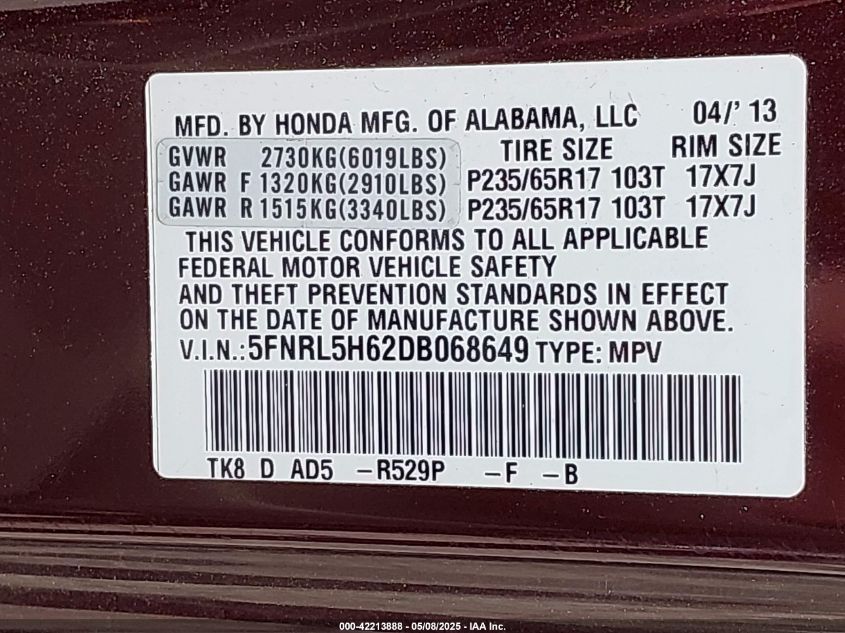 MFD. BY HONDA MFG. OF ALABAMA, LLC 04/' 13
GVWR 2730KG(6019LBS) TIRE SIZE RIM SIZE
GAWR F 1320KG(2910LBS) P235/65R17 103T 17X7J
GAWR R 1515KG(3340LBS) P235/65R17 103T 17X7J
THIS VEHICLE CONFORMS TO ALL APPLICABLE
FEDERAL MOTOR VEHICLE SAFETY
AND THEFT PREVENTION STANDARDS IN EFFECT
ON THE DATE OF MANUFACTURE SHOWN ABOVE.
V.I.N.:5FNRL5H62DB068649 TYPE: MPV
TK8 D AD5 –R529P –F –B
000-42213888 - 05/08/2025 - IAA Inc.